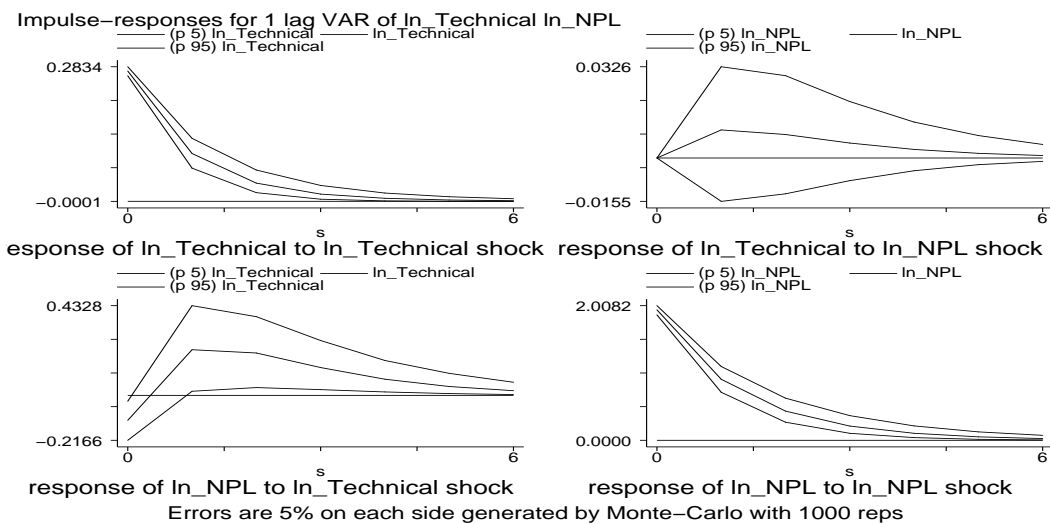 Impulse−responses for 1 lag VAR of ln_Technical ln_NPL
(p 5) ln_Technical ln_Technical
(p 95) ln_Technical
0.2834
−0.0001
0 6
s
esponse of ln_Technical to ln_Technical shock
(p 5) ln_NPL ln_NPL
(p 95) ln_NPL
0.0326
−0.0155
0 6
s
response of ln_Technical to ln_NPL shock
(p 5) ln_Technical ln_Technical
(p 95) ln_Technical
0.4328
−0.2166
0 6
s
response of ln_NPL to ln_Technical shock
(p 5) ln_NPL ln_NPL
(p 95) ln_NPL
2.0082
0.0000
0 6
s
response of ln_NPL to ln_NPL shock
Errors are 5% on each side generated by Monte−Carlo with 1000 reps